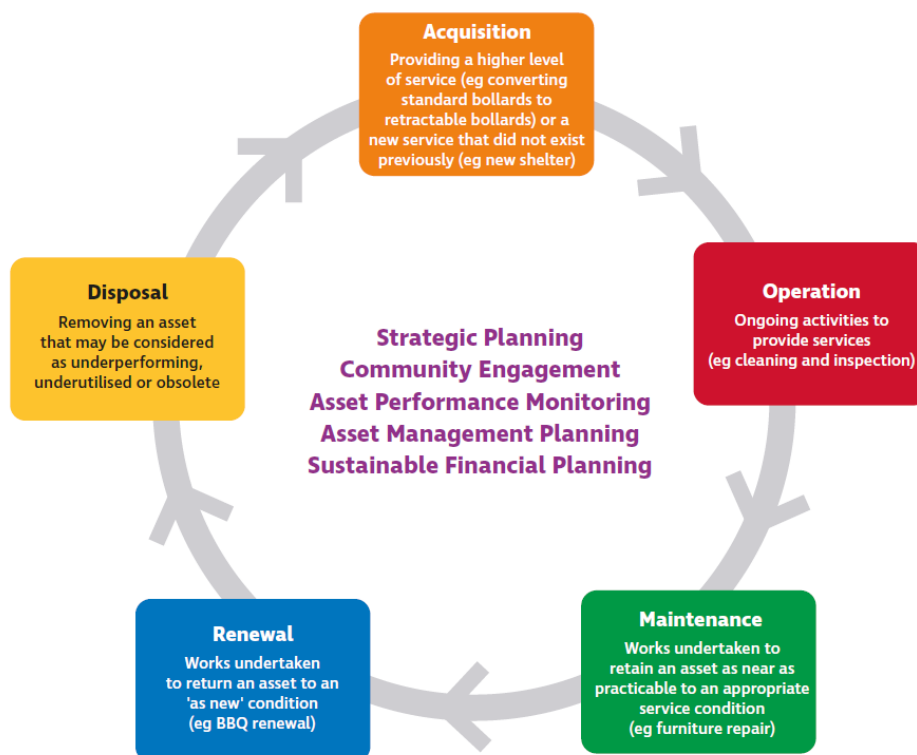 Acquisition
Providing a higher level
of service (eg converting
standard bollards to
retractable bollards) or a
new service that did not exist
previously (eg new shelter)
Operation
Ongoing activities to
provide services
(eg cleaning and inspection)
Maintenance
Works undertaken to
retain an asset as near as
practicable to an appropriate
service condition
(eg furniture repair)
Renewal
Works undertaken
to return an asset to an
'as new' condition
(eg BBQ renewal)
Disposal
Removing an asset
that may be considered
as underperforming,
underutilised or obsolete
Strategic Planning
Community Engagement
Asset Performance Monitoring
Asset Management Planning
Sustainable Financial Planning